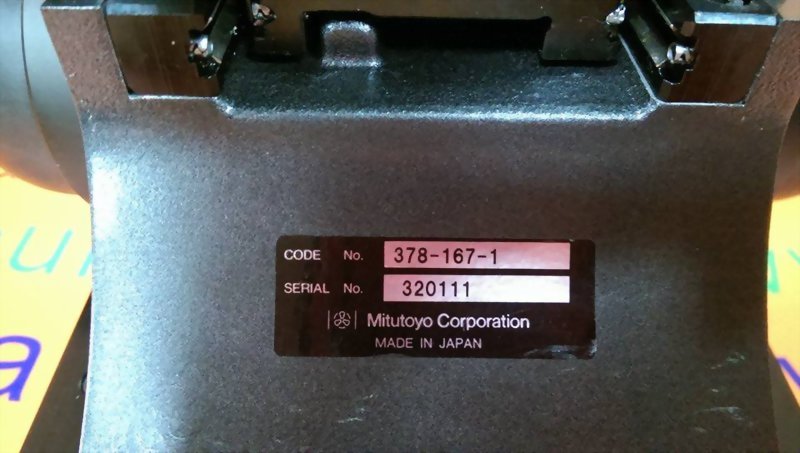 CODE No. 378-167-1
SERIAL No. 320111
Mitutoyo Corporation
MADE IN JAPAN